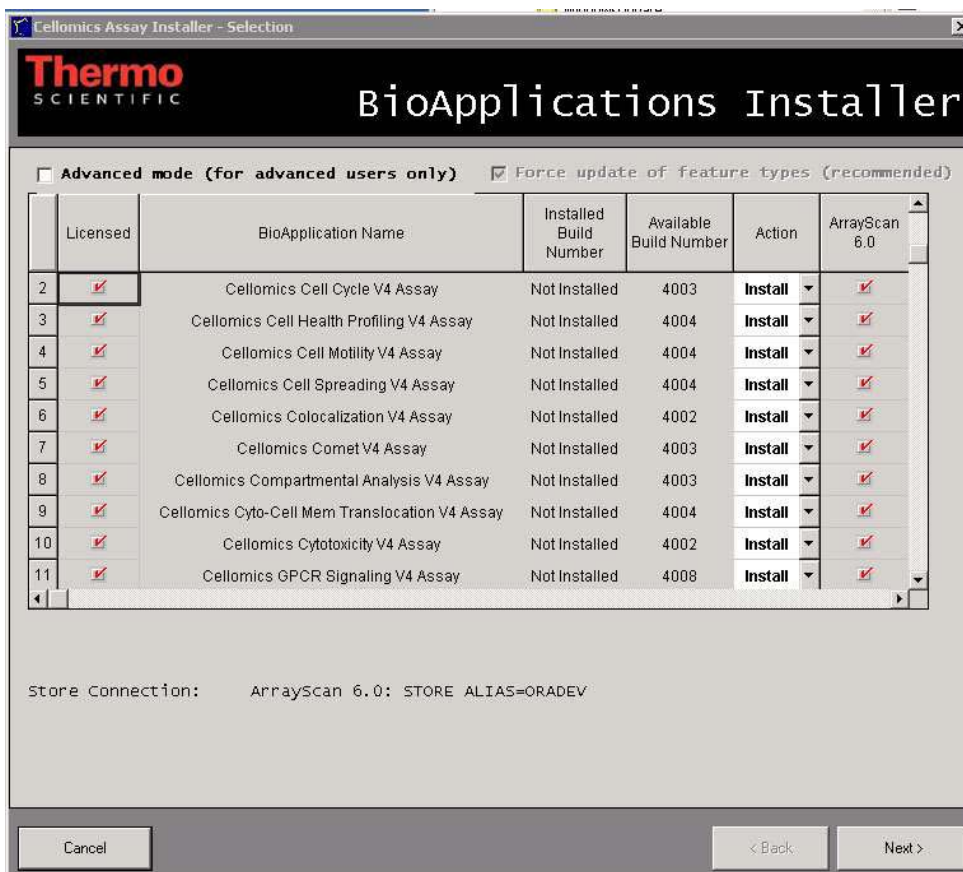 Cellomics Assay Installer - Selection
Thermo
SCIENTIFIC
BioApplications Installer
Advanced mode (for advanced users only) Force update of feature types (recommended)
Licensed BioApplication Name Installed Build Number Available Build Number Action ArrayScan 6.0
2 Cellomics Cell Cycle V4 Assay Not Installed 4003 Install
3 Cellomics Cell Health Profiling V4 Assay Not Installed 4004 Install
4 Cellomics Cell Motility V4 Assay Not Installed 4004 Install
5 Cellomics Cell Spreading V4 Assay Not Installed 4004 Install
6 Cellomics Colocalization V4 Assay Not Installed 4002 Install
7 Cellomics Comet V4 Assay Not Installed 4003 Install
8 Cellomics Compartmental Analysis V4 Assay Not Installed 4003 Install
9 Cellomics Cyto-Cell Mem Translocation V4 Assay Not Installed 4004 Install
10 Cellomics Cytotoxicity V4 Assay Not Installed 4002 Install
11 Cellomics GPCR Signaling V4 Assay Not Installed 4008 Install
Store Connection: ArrayScan 6.0: STORE ALIAS=ORADEV
Cancel < Back Next >